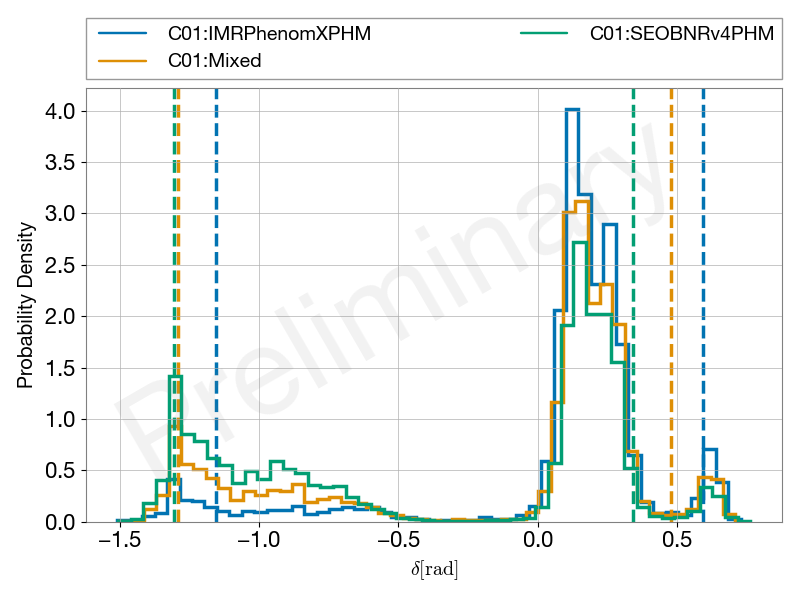 C01:IMRPhenomXPHM
C01:Mixed
C01:SEOBNRv4PHM
4.0
3.5
3.0
2.5
2.0
1.5
1.0
0.5
0.0
Probability Density
Preliminary
−1.5 −1.0 −0.5 0.0 0.5
δ[rad]